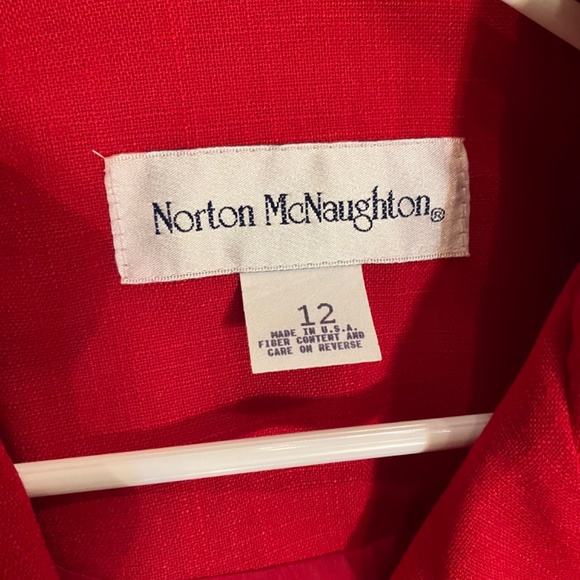 Norton McNaughton®
12
MADE IN U.S.A.
FIBER CONTENT AND
CARE ON REVERSE